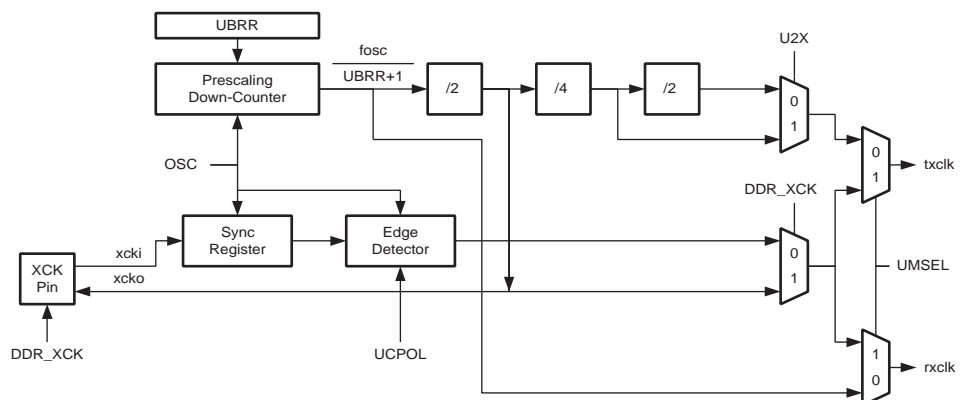 UBRR
fosc
U2X
Prescaling
Down-Counter
UBRR+1
/2
/4
/2
0
1
OSC
0
1
txclk
DDR_XCK
Sync
Register
Edge
Detector
0
1
xcki
XCK
Pin
xcko
UMSEL
DDR_XCK
UCPOL
1
0
rxclk